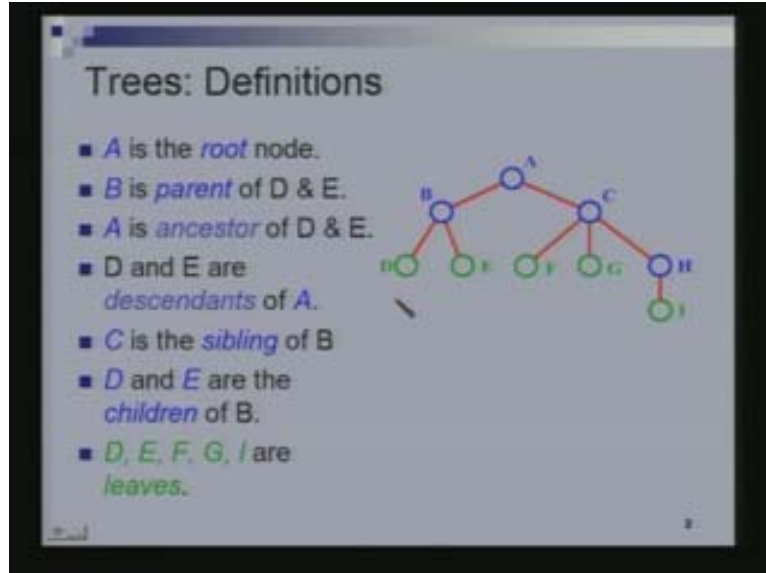 Trees: Definitions
A is the root node.
B is parent of D & E.
A is ancestor of D & E.
D and E are
descendants of A.
C is the sibling of B
D and E are the
children of B.
D, E, F, G, I are
leaves.
A
B
C
D
E
F
G
H
I
2